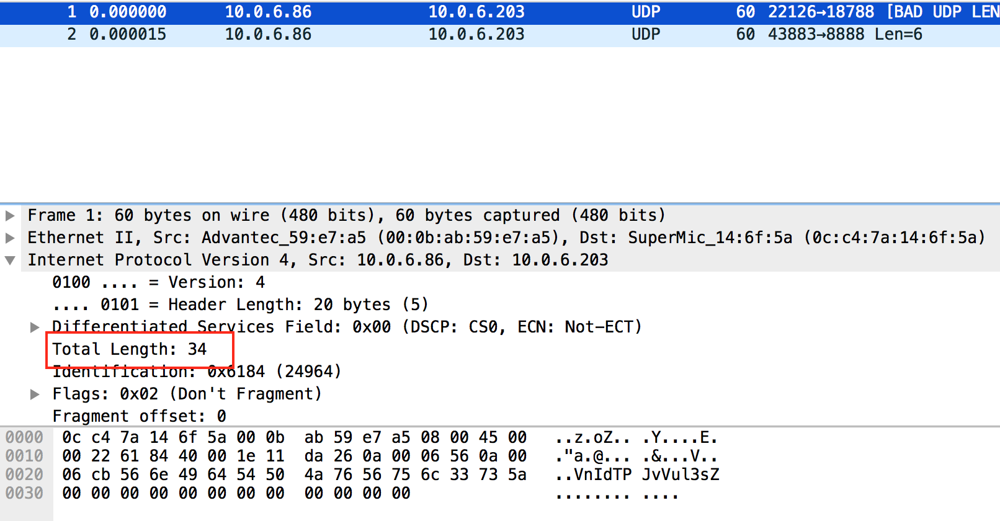 1 0.000000 10.0.6.86 10.0.6.203 UDP 60 22126→18788 [BAD UDP LEN
2 0.000015 10.0.6.86 10.0.6.203 UDP 60 43883→8888 Len=6
Frame 1: 60 bytes on wire (480 bits), 60 bytes captured (480 bits)
Ethernet II, Src: Advantec_59:e7:a5 (00:0b:ab:59:e7:a5), Dst: SuperMic_14:6f:5a (0c:c4:7a:14:6f:5a)
Internet Protocol Version 4, Src: 10.0.6.86, Dst: 10.0.6.203
0100 .... = Version: 4
.... 0101 = Header Length: 20 bytes (5)
Differentiated Services Field: 0x00 (DSCP: CS0, ECN: Not-ECT)
Total Length: 34
Identification: 0x6184 (24964)
Flags: 0x02 (Don't Fragment)
Fragment offset: 0
0000 0c c4 7a 14 6f 5a 00 0b ab 59 e7 a5 08 00 45 00 ..z.oZ.. .Y....E.
0010 00 22 61 84 40 00 1e 11 da 26 0a 00 06 56 0a 00 ."a.@... .&...V..
0020 06 cb 56 6e 49 64 54 50 4a 76 56 75 6c 33 73 5a ..VnIdTP JvVul3sZ
0030 00 00 00 00 00 00 00 00 00 00 00 00 ........ ....